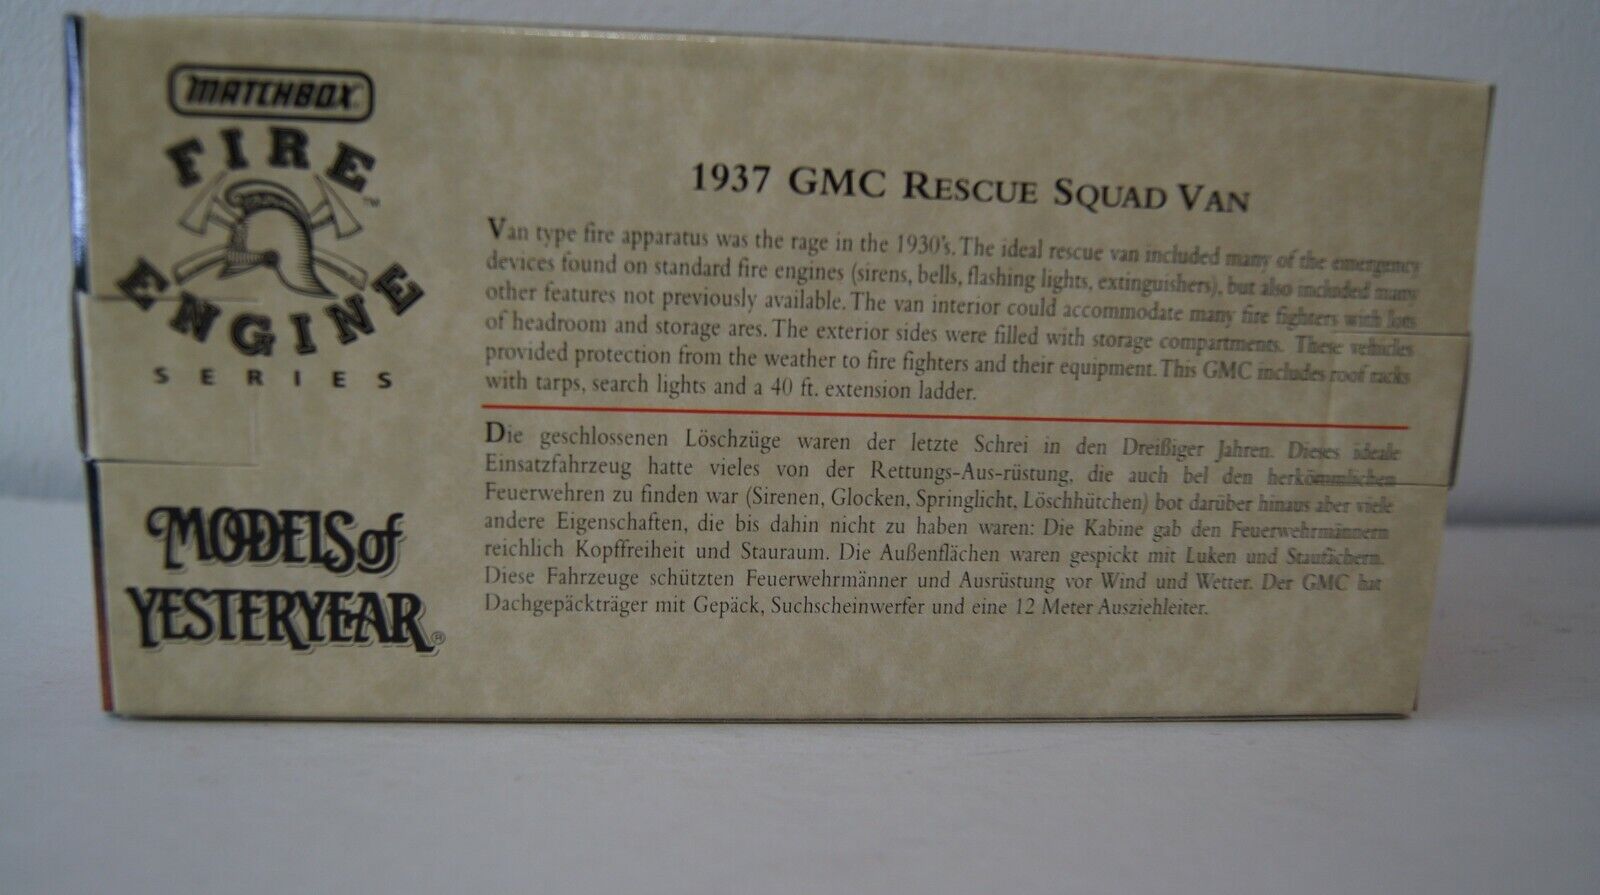 MATCHBOX
FIRE
ENGINE™
SERIES
MODELS of
YESTERYEAR®
1937 GMC RESCUE SQUAD VAN
Van type fire apparatus was the rage in the 1930's. The ideal rescue van included many of the emergency
devices found on standard fire engines (sirens, bells, flashing lights, extinguishers), but also included many
other features not previously available. The van interior could accommodate many fire fighters with lots
of headroom and storage ares. The exterior sides were filled with storage compartments. These vehicles
provided protection from the weather to fire fighters and their equipment. This GMC includes roof racks
with tarps, search lights and a 40 ft. extension ladder.
Die geschlossenen Löschzüge waren der letzte Schrei in den Dreißiger Jahren. Dieses ideale
Einsatzfahrzeug hatte vieles von der Rettungs-Aus-rüstung, die auch bel den herkömmlichen
Feuerwehren zu finden war (Sirenen, Glocken, Springlicht, Löschhütchen) bot darüber hinaus aber viele
andere Eigenschaften, die bis dahin nicht zu haben waren: Die Kabine gab den Feuerwehrmännern
reichlich Kopffreiheit und Stauraum. Die Außenflächen waren gespickt mit Luken und Staufächern.
Diese Fahrzeuge schützten Feuerwehrmänner und Ausrüstung vor Wind und Wetter. Der GMC hat
Dachgepäckträger mit Gepäck, Suchscheinwerfer und eine 12 Meter Ausziehleiter.